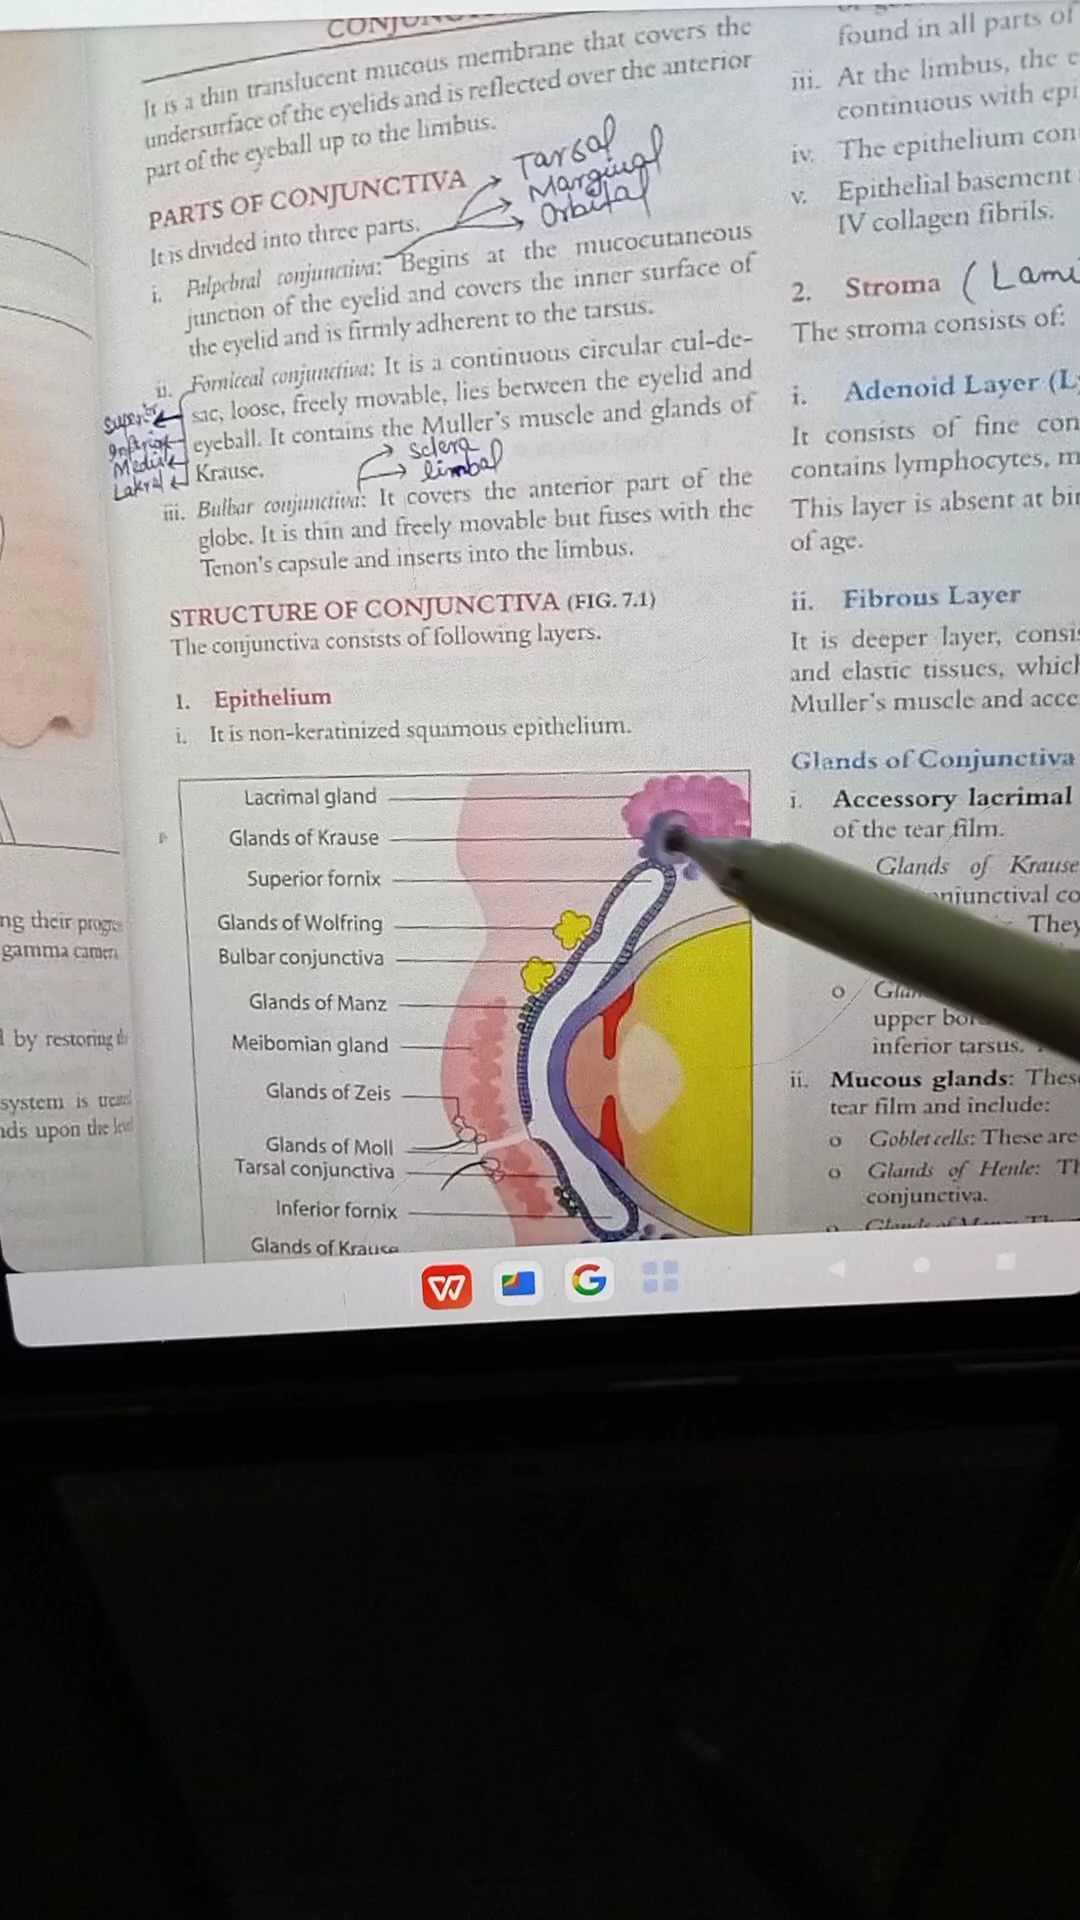 It is a thin translucent mucous membrane that covers the
undersurface of the eyelids and is reflected over the anterior
part of the eyeball up to the limbus.
PARTS OF CONJUNCTIVA
Tarsal
Marginal
Orbital
It is divided into three parts.
i. Palpebral conjunctiva: Begins at the mucocutaneous
junction of the eyelid and covers the inner surface of
the eyelid and is firmly adherent to the tarsus.
ii. Forniceal conjunctiva: It is a continuous circular cul-de-
sac, loose, freely movable, lies between the eyelid and
eyeball. It contains the Muller's muscle and glands of
Krause.
Superior
sclera
limbal
iii. Bulbar conjunctiva: It covers the anterior part of the
globe. It is thin and freely movable but fuses with the
Tenon's capsule and inserts into the limbus.
STRUCTURE OF CONJUNCTIVA (FIG. 7.1)
The conjunctiva consists of following layers.
1. Epithelium
i. It is non-keratinized squamous epithelium.
Lacrimal gland
Glands of Krause
Superior fornix
Glands of Wolfring
Bulbar conjunctiva
Glands of Manz
Meibomian gland
Glands of Zeis
Glands of Moll
Tarsal conjunctiva
Inferior fornix
Glands of Krause
found in all parts of
iii. At the limbus, the
continuous with
iv. The epithelium
v. Epithelial basement
IV collagen fibrils.
2. Stroma
The stroma consists of:
i. Adenoid Layer
It consists of fine
contains lymphocytes,
This layer is absent at
of age.
ii. Fibrous Layer
It is deeper layer,
and elastic tissues,
Muller's muscle and
Glands of Conjunctiva
i. Accessory lacrimal
of the tear film.
Glands of Krause
They
upper
inferior tarsus.
ii. Mucous glands: These
tear film and include:
o Goblet cells: These are
o Glands of Henle:
conjunctiva.
ng their
gamma
by restoring
system is
upon the
W
G